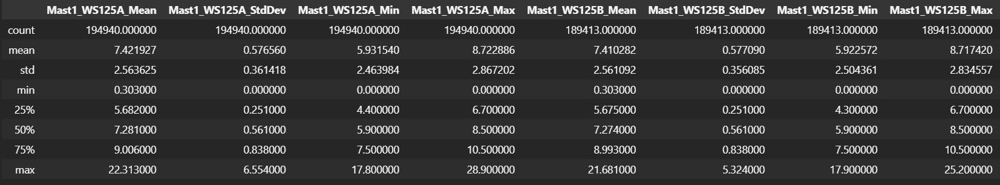 Mast1_WS125A_Mean Mast1_WS125A_StdDev Mast1_WS125A_Min Mast1_WS125A_Max Mast1_WS125B_Mean Mast1_WS125B_StdDev Mast1_WS125B_Min Mast1_WS125B_Max
count 194940.000000 194940.000000 194940.000000 194940.000000 189413.000000 189413.000000 189413.000000 189413.000000
mean 7.421927 0.576560 5.931540 8.722886 7.410282 0.577090 5.922572 8.717420
std 2.563625 0.361418 2.463984 2.867202 2.561092 0.356085 2.504361 2.834557
min 0.303000 0.000000 0.000000 0.000000 0.303000 0.000000 0.000000 0.000000
25% 5.682000 0.251000 4.400000 6.700000 5.675000 0.251000 4.300000 6.700000
50% 7.281000 0.561000 5.900000 8.500000 7.274000 0.561000 5.900000 8.500000
75% 9.006000 0.838000 7.500000 10.500000 8.993000 0.838000 7.500000 10.500000
max 22.313000 6.554000 17.800000 28.900000 21.681000 5.324000 17.900000 25.200000